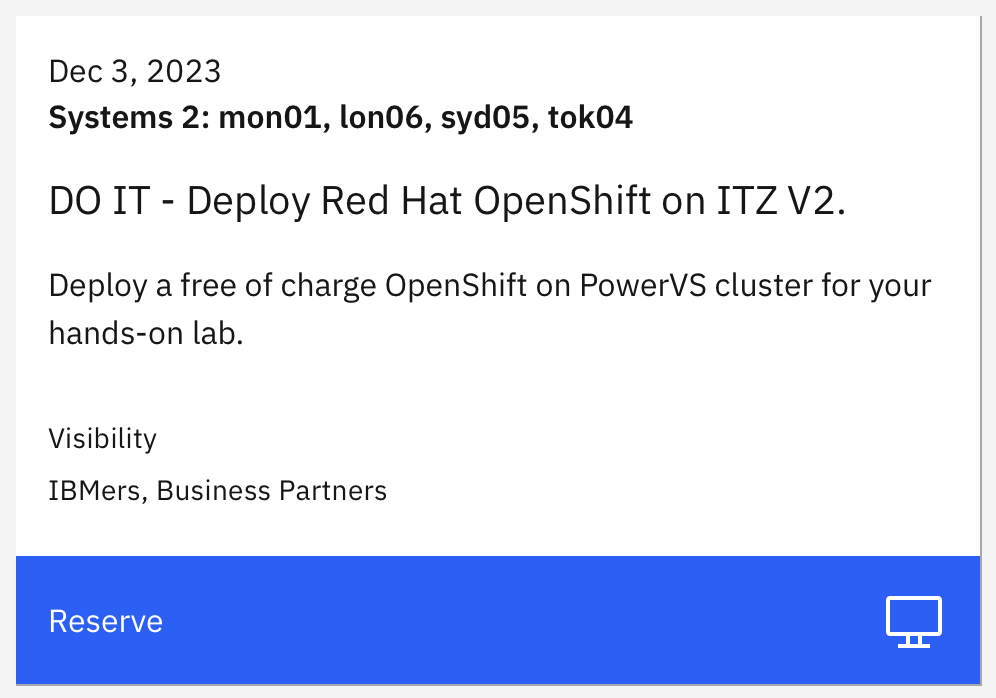 Dec 3, 2023
Systems 2: mon01, lon06, syd05, tok04
DO IT - Deploy Red Hat OpenShift on ITZ V2.
Deploy a free of charge OpenShift on PowerVS cluster for your
hands-on lab.
Visibility
IBMers, Business Partners
Reserve